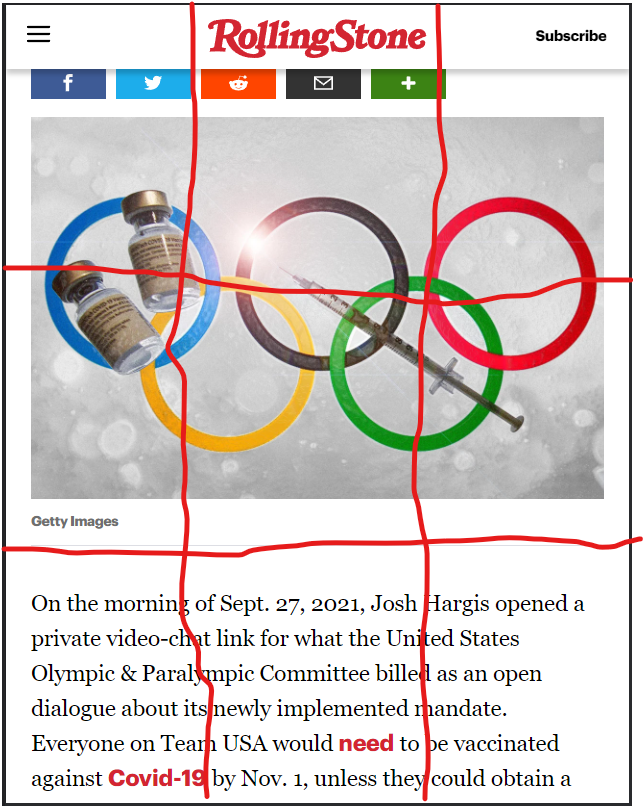 RollingStone
Subscribe
Getty Images
On the morning of Sept. 27, 2021, Josh Hargis opened a
private video-chat link for what the United States
Olympic & Paralympic Committee billed as an open
dialogue about its newly implemented mandate.
Everyone on Team USA would need to be vaccinated
against Covid-19 by Nov. 1, unless they could obtain a